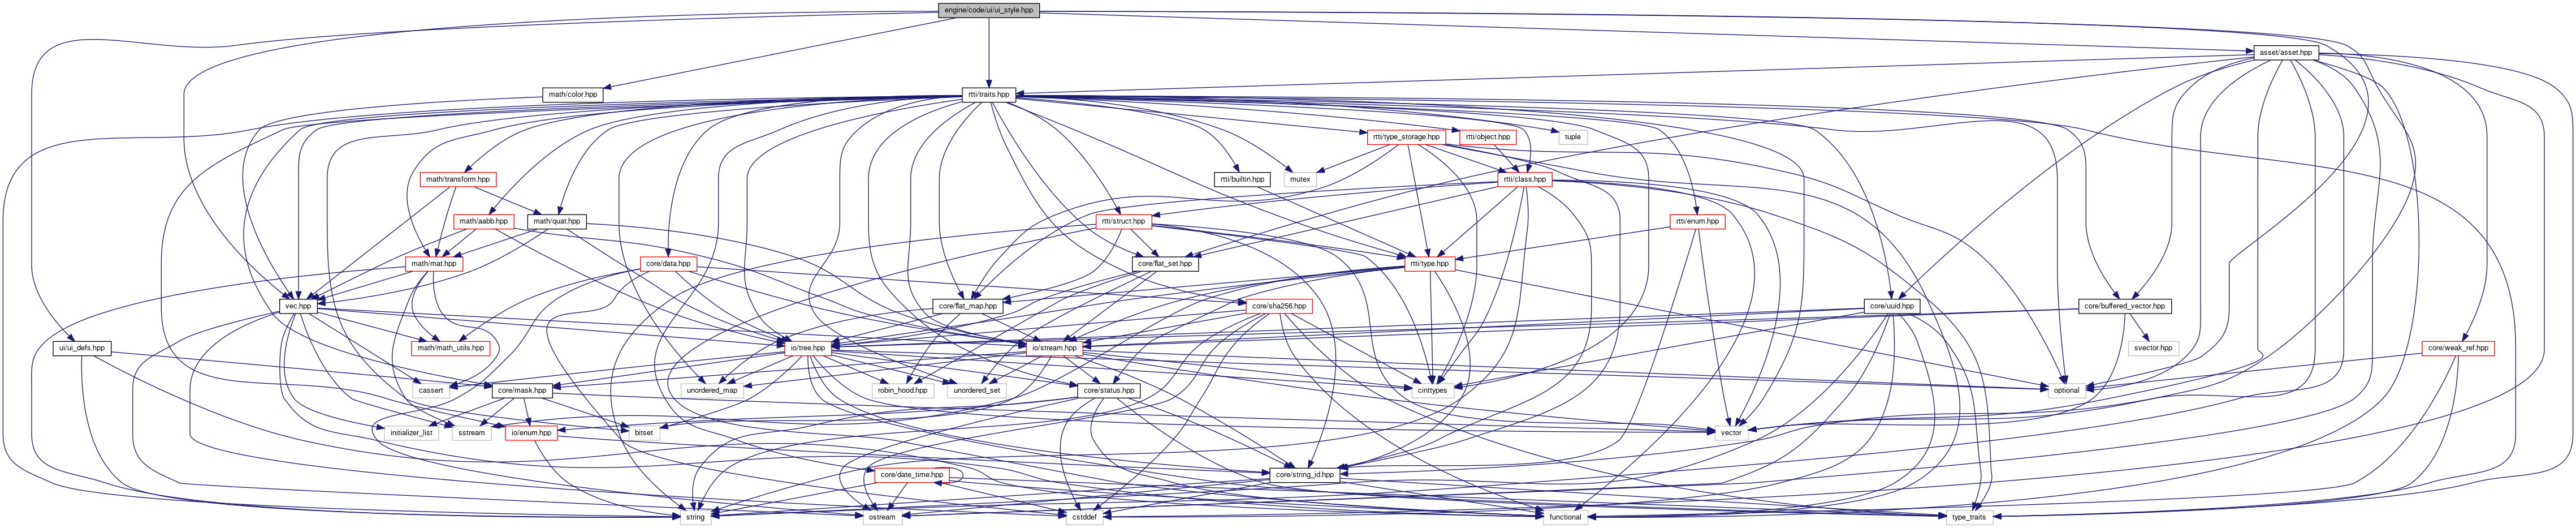 engine/code/ui/ui_style.hpp
asset/asset.hpp
math/color.hpp
rtti/traits.hpp
rtti/type_storage.hpp
rtti/object.hpp
tuple
math/transform.hpp
rtti/builtin.hpp
mutex
rtti/class.hpp
math/aabb.hpp
math/quat.hpp
rtti/struct.hpp
rtti/enum.hpp
math/mat.hpp
core/data.hpp
core/flat_set.hpp
rtti/type.hpp
vec.hpp
core/flat_map.hpp
core/sha256.hpp
core/uuid.hpp
core/buffered_vector.hpp
ui/ui_defs.hpp
math/math_utils.hpp
io/tree.hpp
io/stream.hpp
svector.hpp
core/weak_ref.hpp
cassert
core/mask.hpp
unordered_map
robin_hood.hpp
unordered_set
core/status.hpp
cinttypes
optional
initializer_list
sstream
io/enum.hpp
bitset
vector
core/date_time.hpp
core/string_id.hpp
string
ostream
cstddef
functional
type_traits